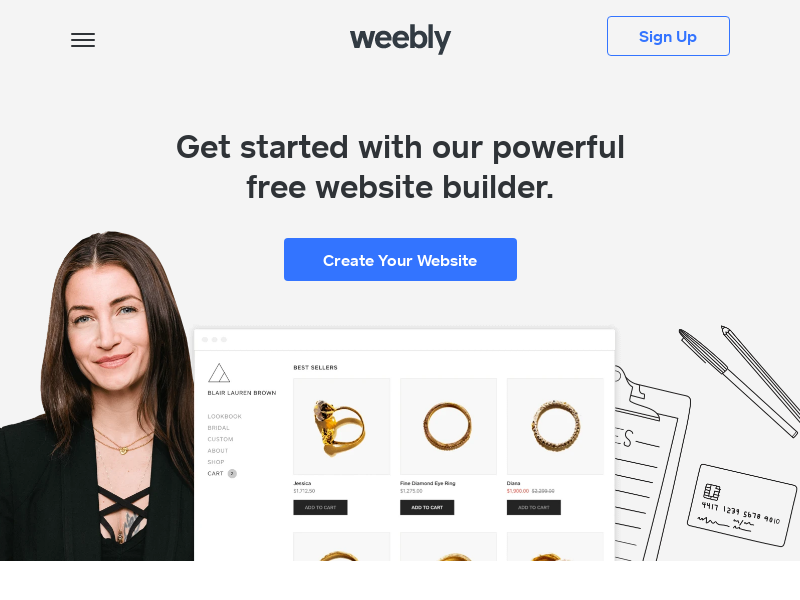 weebly
Sign Up
Get started with our powerful
free website builder.
Create Your Website
BEST SELLERS
BLAIR LAUREN BROWN
LOOKBOOK
BRIDAL
CUSTOM
ABOUT
SHOP
CART 2
Jessica
$1,712.50
ADD TO CART
Fine Diamond Eye Ring
$1,275.00
ADD TO CART
Diana
$1,900.00 $2,200.00
ADD TO CART
ES
4417 1239 5678 9010